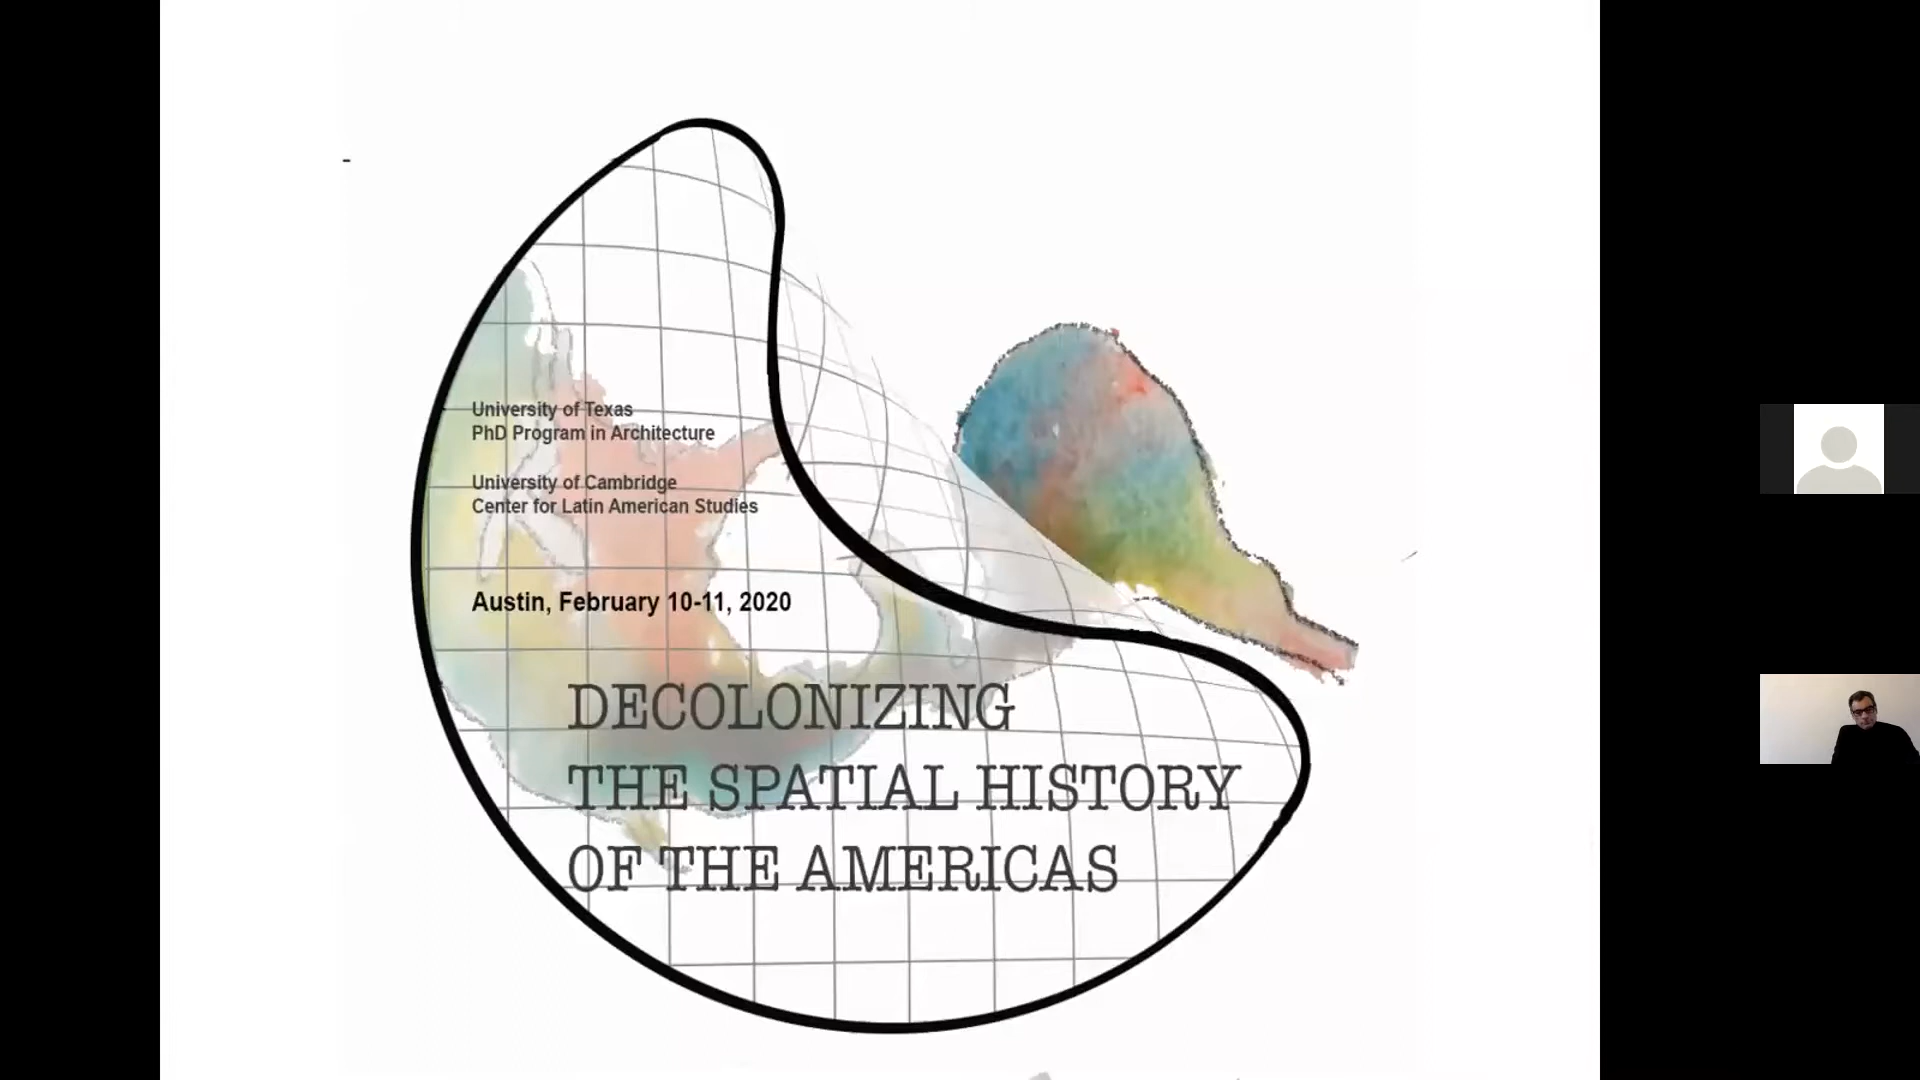 University of Texas
PhD Program in Architecture
University of Cambridge
Center for Latin American Studies
Austin, February 10-11, 2020
DECOLONIZING
THE SPATIAL HISTORY
OF THE AMERICAS